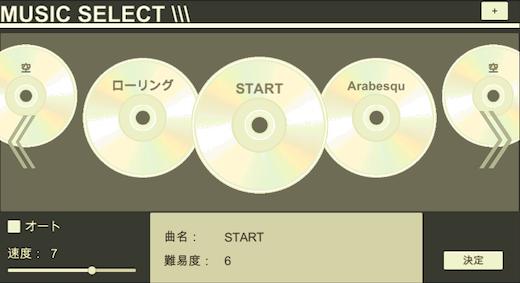 MUSIC SELECT \\\
+
空
ローリング
START
Arabesqu
空
オート
速度： 7
曲名： START
難易度： 6
決定